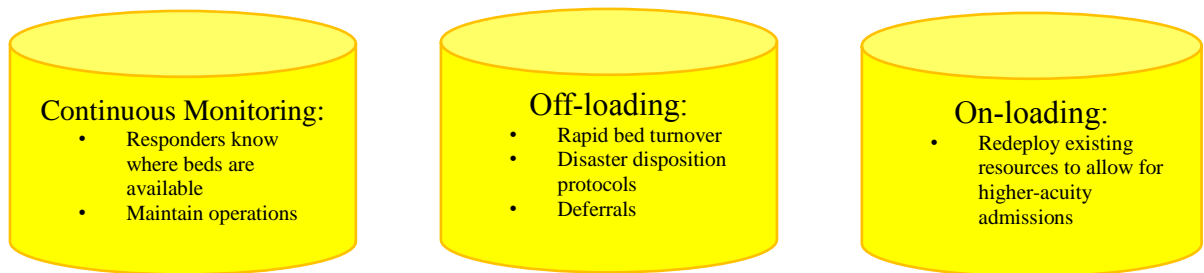 Continuous Monitoring:
• Responders know
where beds are
available
• Maintain operations
Off-loading:
• Rapid bed turnover
• Disaster disposition
protocols
• Deferrals
On-loading:
• Redeploy existing
resources to allow for
higher-acuity
admissions